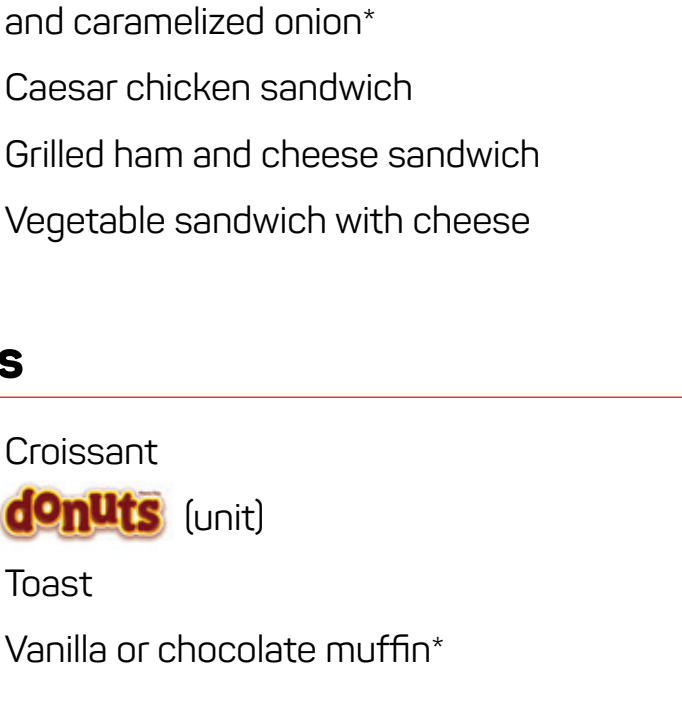 and caramelized onion*
Caesar chicken sandwich
Grilled ham and cheese sandwich
Vegetable sandwich with cheese
s
Croissant
donuts (unit)
Toast
Vanilla or chocolate muffin*